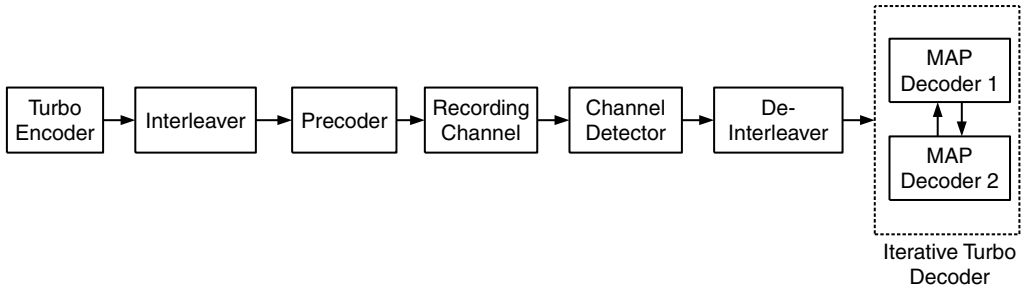 Turbo
Encoder
Interleaver
Precoder
Recording
Channel
Channel
Detector
De-
Interleaver
MAP
Decoder 1
MAP
Decoder 2
Iterative Turbo
Decoder